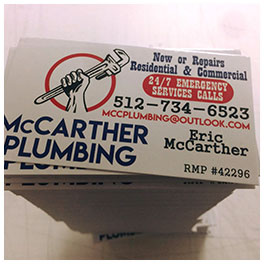 New or Repairs
Residential & Commercial
24/7 EMERGENCY
SERVICES CALLS
512-734-6523
MCCPLUMBING@OUTLOOK.COM
McCARTHER
PLUMBING
Eric
McCarther
RMP #42296
PLUMBING